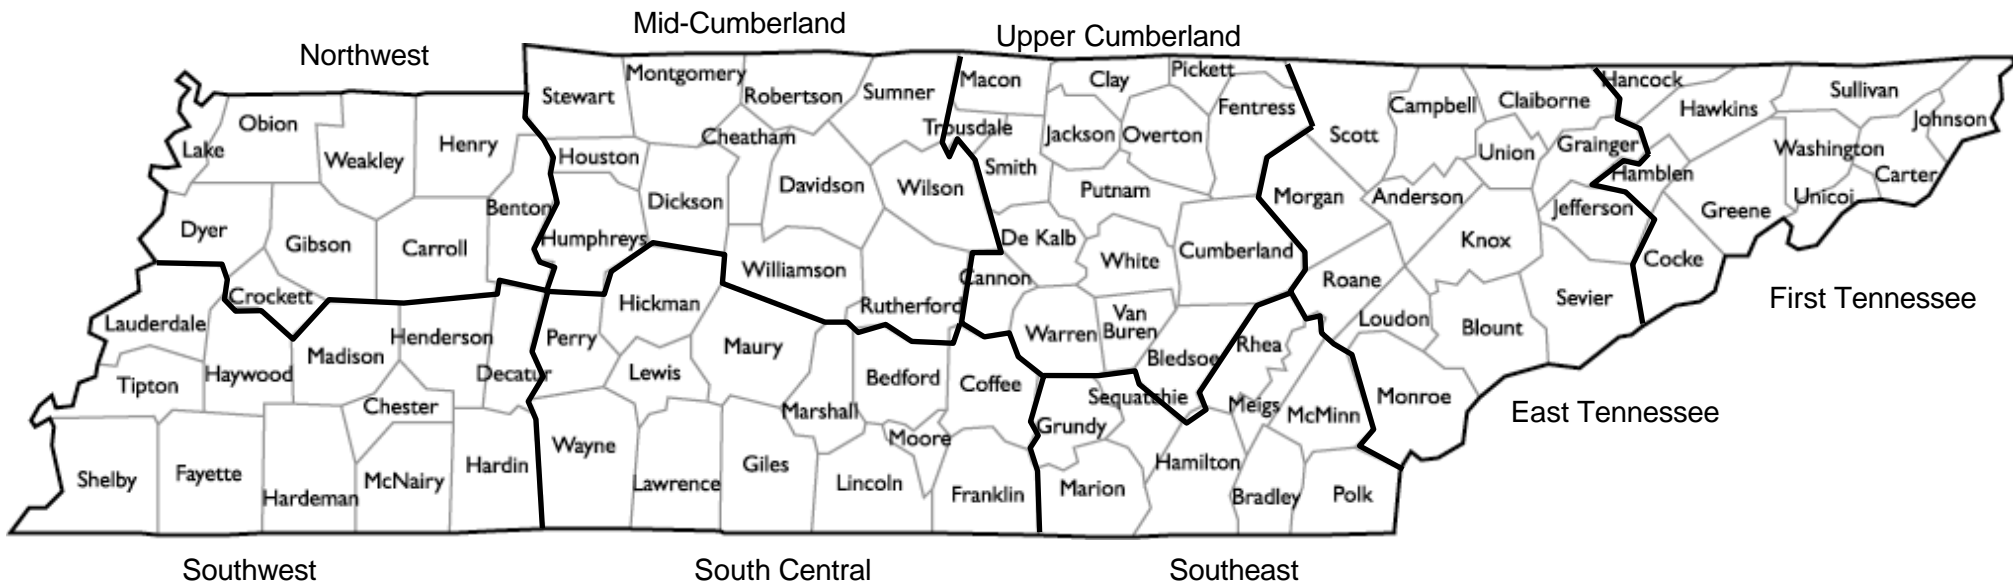 Mid-Cumberland
Upper Cumberland
Northwest
Montgomery
Macon
Clay
Pickett
Hancock
Stewart
Robertson
Sumner
Fentress
Campbell
Claiborne
Hawkins
Sullivan
Obion
Trousdale
Jackson
Overton
Scott
Johnson
Lake
Weakley
Henry
Houston
Cheatham
Smith
Union
Grainger
Washington
Hamblen
Carter
Dickson
Davidson
Wilson
Putnam
Morgan
Anderson
Unicoi
Benton
Jefferson
Greene
Dyer
Gibson
Carroll
Humphreys
De Kalb
White
Cumberland
Knox
Cocke
Williamson
Cannon
Roane
Crockett
Hickman
Rutherford
Sevier
First Tennessee
Lauderdale
Henderson
Perry
Warren
Van
Buren
Loudon
Blount
Madison
Maury
Bledsoe
Rhea
Tipton
Haywood
Decatur
Lewis
Bedford
Coffee
Sequatchie
Meigs
Monroe
Chester
Marshall
McMinn
East Tennessee
Grundy
Moore
Wayne
Shelby
Fayette
Hardeman
McNairy
Hardin
Lawrence
Giles
Lincoln
Franklin
Marion
Hamilton
Bradley
Polk
Southwest
South Central
Southeast